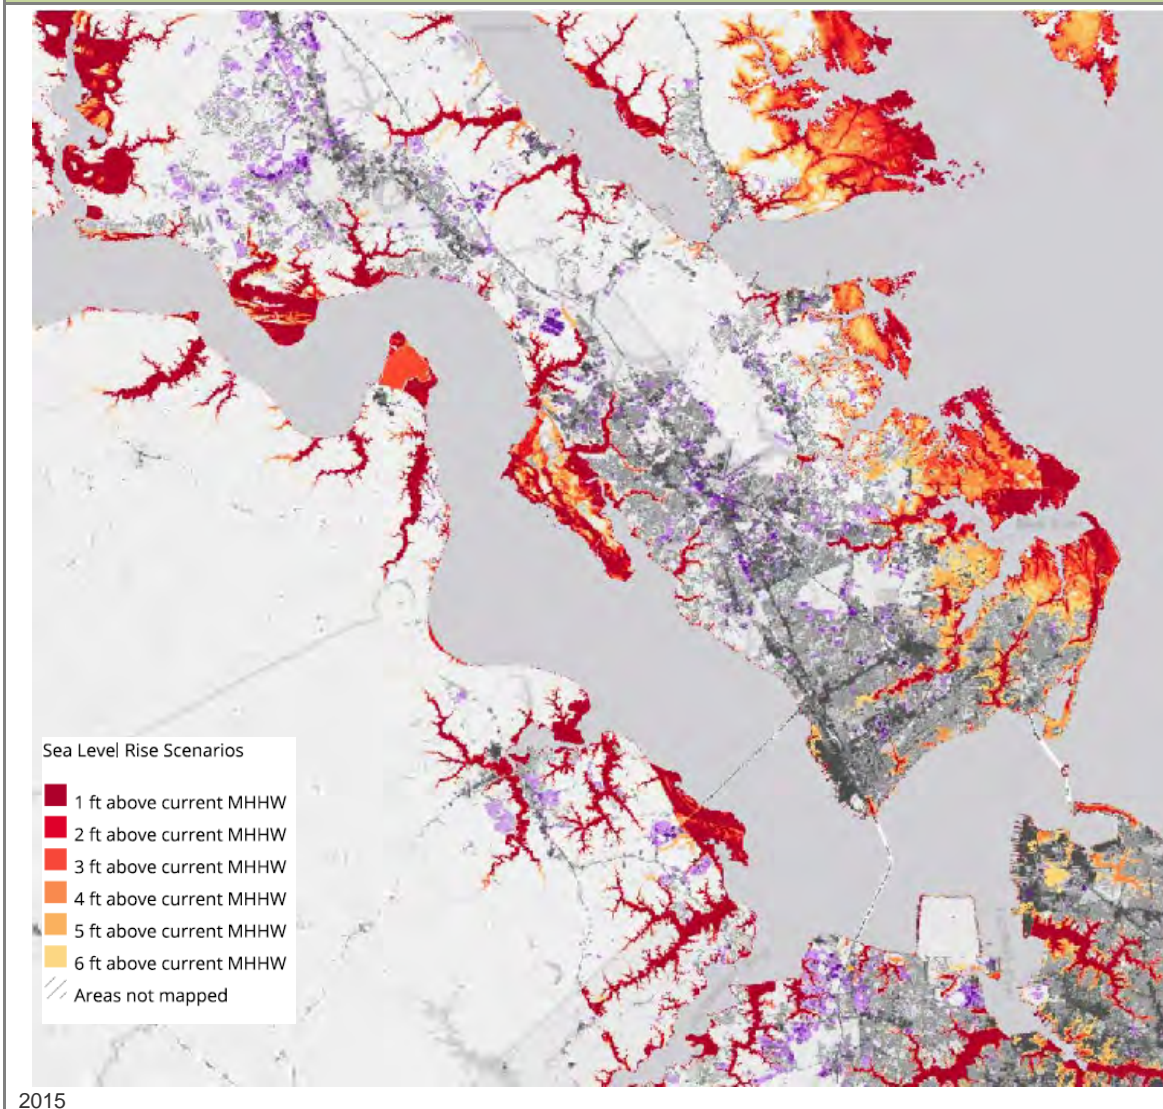 Sea Level Rise Scenarios
1 ft above current MHHW
2 ft above current MHHW
3 ft above current MHHW
4 ft above current MHHW
5 ft above current MHHW
6 ft above current MHHW
Areas not mapped
2015